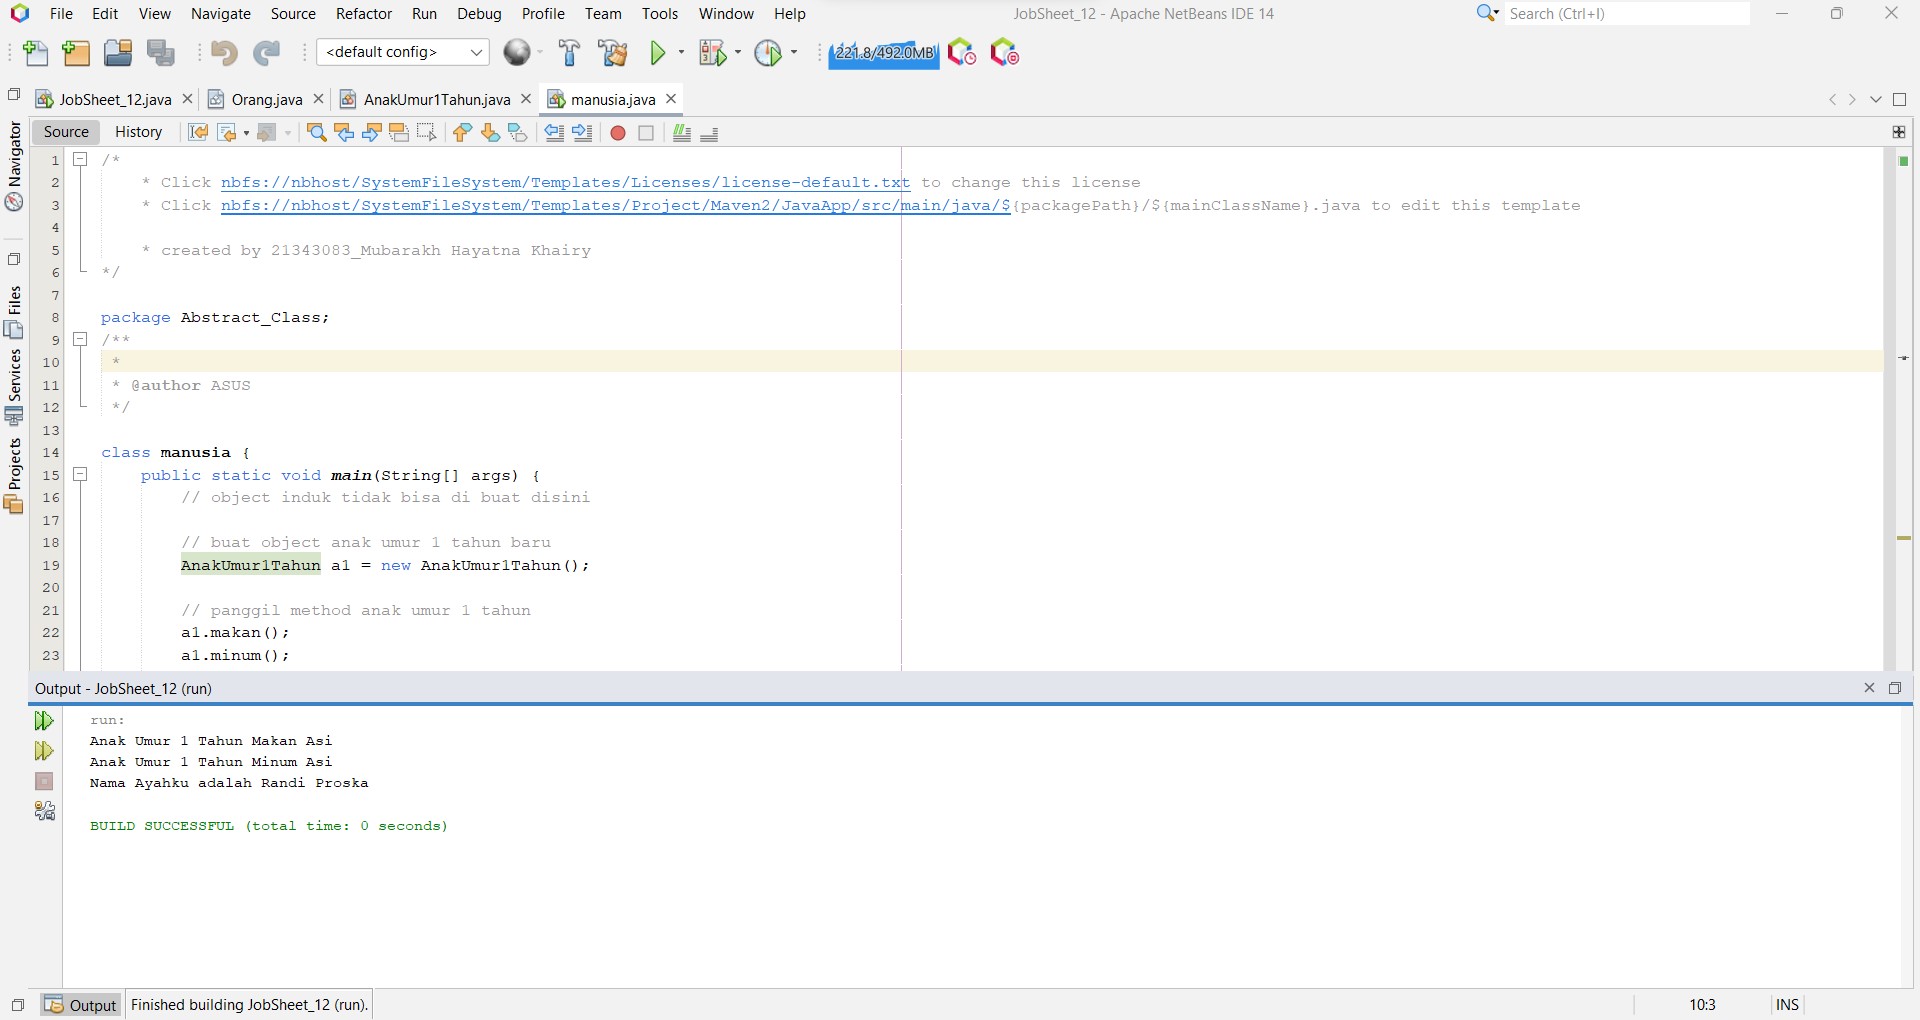 File Edit View Navigate Source Refactor Run Debug Profile Team Tools Window Help JobSheet_12 - Apache NetBeans IDE 14 Search (Ctrl+I)
<default config> 221.8/492.0MB
JobSheet_12.java Orang.java AnakUmur1Tahun.java manusia.java
Source History
Navigator
Files
Services
Projects
1 /*
2 * Click nbfs://nbhost/SystemFileSystem/Templates/Licenses/license-default.txt to change this license
3 * Click nbfs://nbhost/SystemFileSystem/Templates/Project/Maven2/JavaApp/src/main/java/${packagePath}/${mainClassName}.java to edit this template
4
5 * created by 21343083_Mubarakh Hayatna Khairy
6 */
7
8 package Abstract_Class;
9 /**
10 *
11 * @author ASUS
12 */
13
14 class manusia {
15 public static void main(String[] args) {
16 // object induk tidak bisa di buat disini
17
18 // buat object anak umur 1 tahun baru
19 AnakUmur1Tahun a1 = new AnakUmur1Tahun();
20
21 // panggil method anak umur 1 tahun
22 a1.makan();
23 a1.minum();
Output - JobSheet_12 (run)
run:
Anak Umur 1 Tahun Makan Asi
Anak Umur 1 Tahun Minum Asi
Nama Ayahku adalah Randi Proska
BUILD SUCCESSFUL (total time: 0 seconds)
Output Finished building JobSheet_12 (run). 10:3 INS